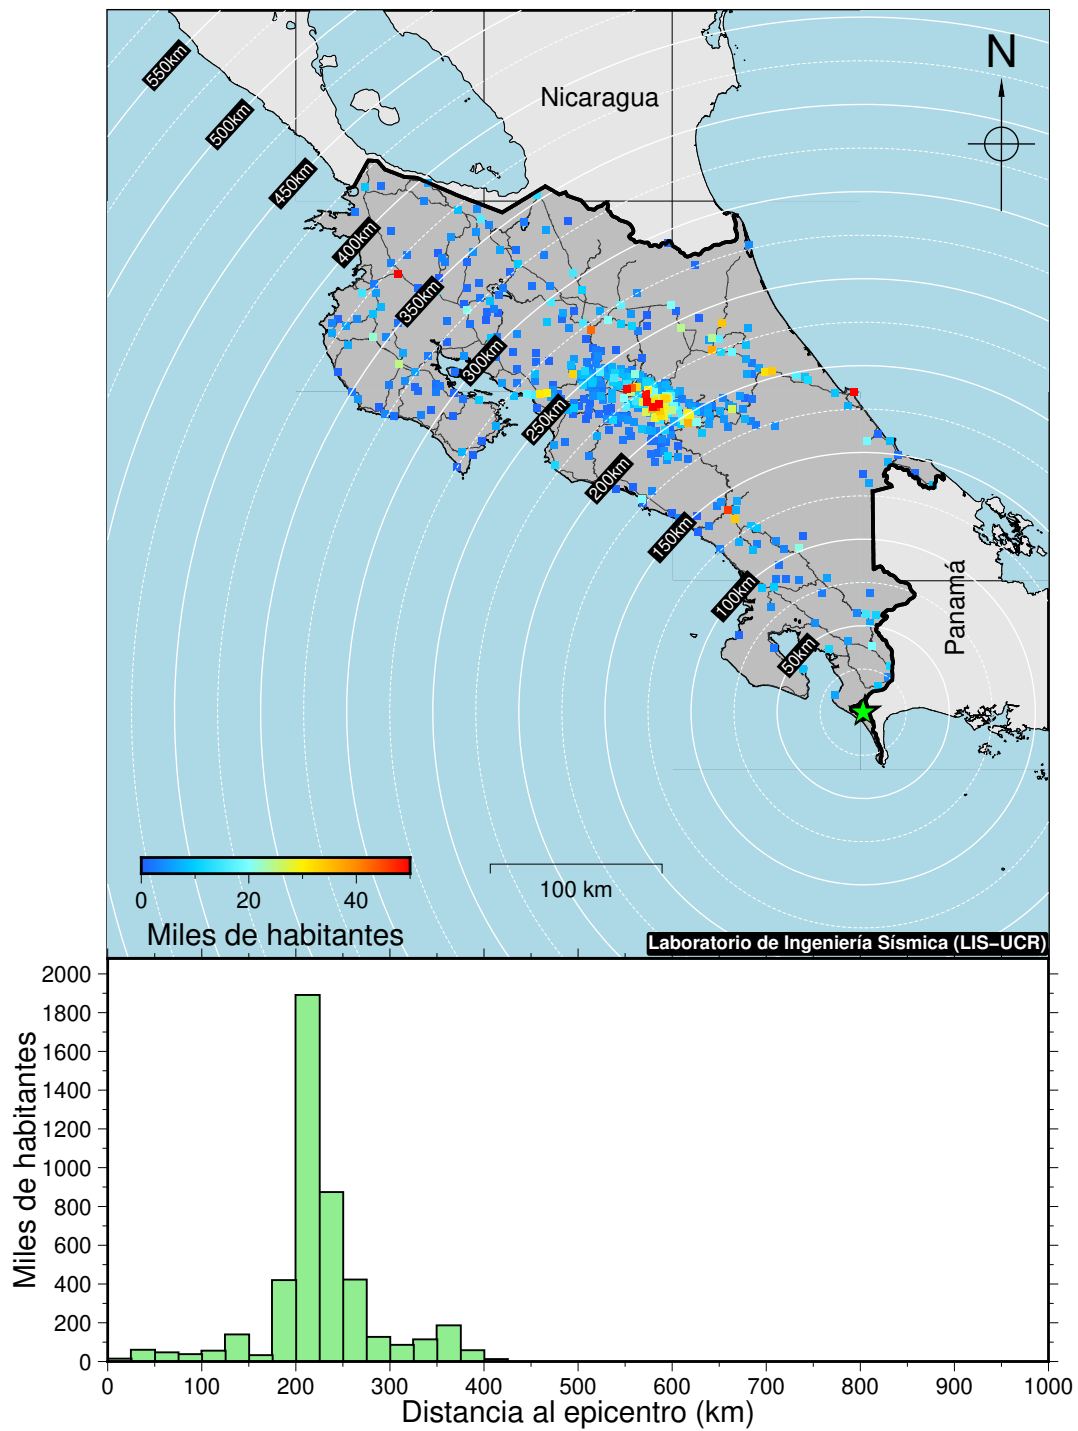 550km
500km
450km
400km
350km
300km
250km
200km
150km
100km
50km
Nicaragua
N
Panamá
0 20 40
Miles de habitantes
100 km
Laboratorio de Ingeniería Sísmica (LIS−UCR)
Miles de habitantes
2000
1800
1600
1400
1200
1000
800
600
400
200
0
0 100 200 300 400 500 600 700 800 900 1000
Distancia al epicentro (km)